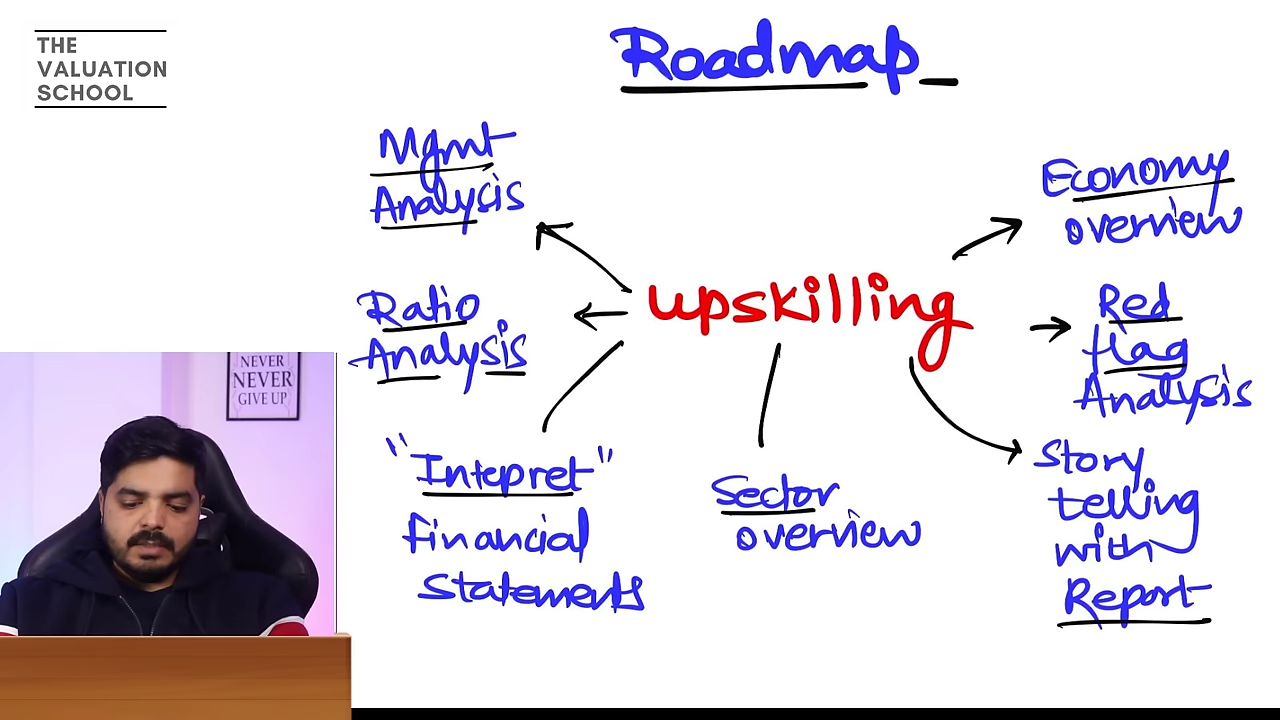 THE
VALUATION
SCHOOL
Roadmap
Mgmt
Analysis
Ratio
Analysis
"Intepret"
financial
statements
upskilling
Sector
overview
Economy
overview
Red
flag
Analysis
Story
telling
with
Report
NEVER
NEVER
GIVE UP